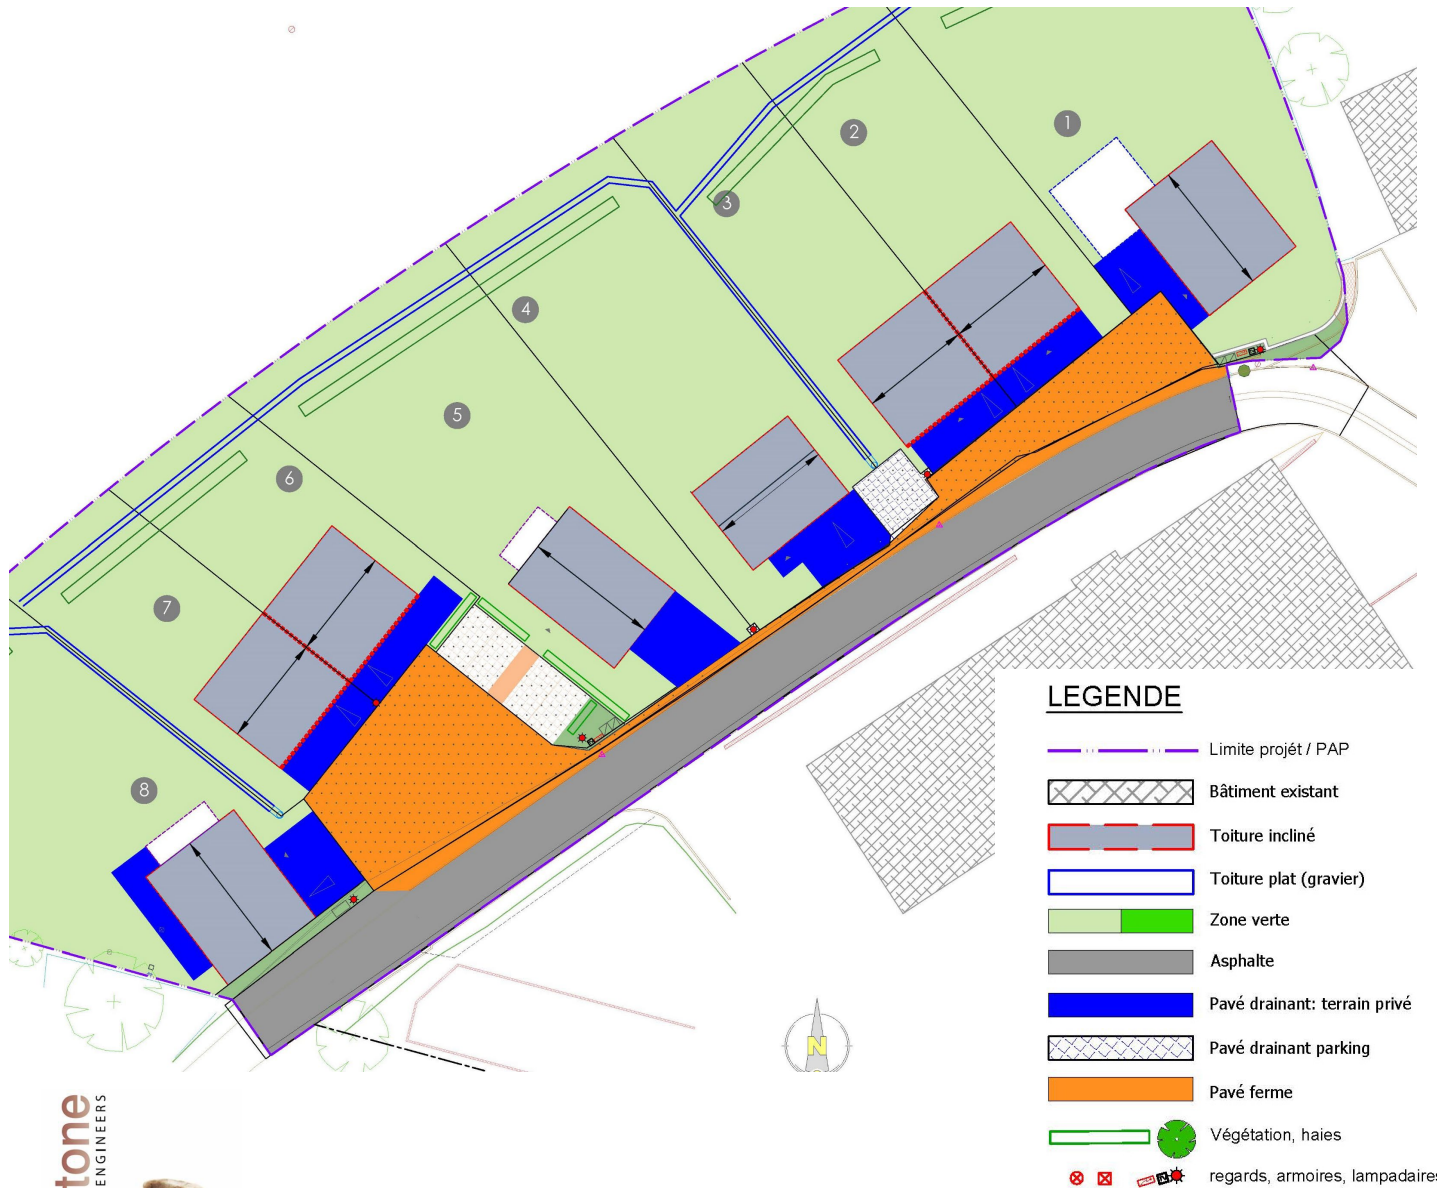 1
2
3
4
5
6
7
8
LEGENDE
Limite projét / PAP
Bâtiment existant
Toiture incliné
Toiture plat (gravier)
Zone verte
Asphalte
Pavé drainant: terrain privé
Pavé drainant parking
Pavé ferme
Végétation, haies
regards, armoires, lampadaires
N
tone
ENGINEERS